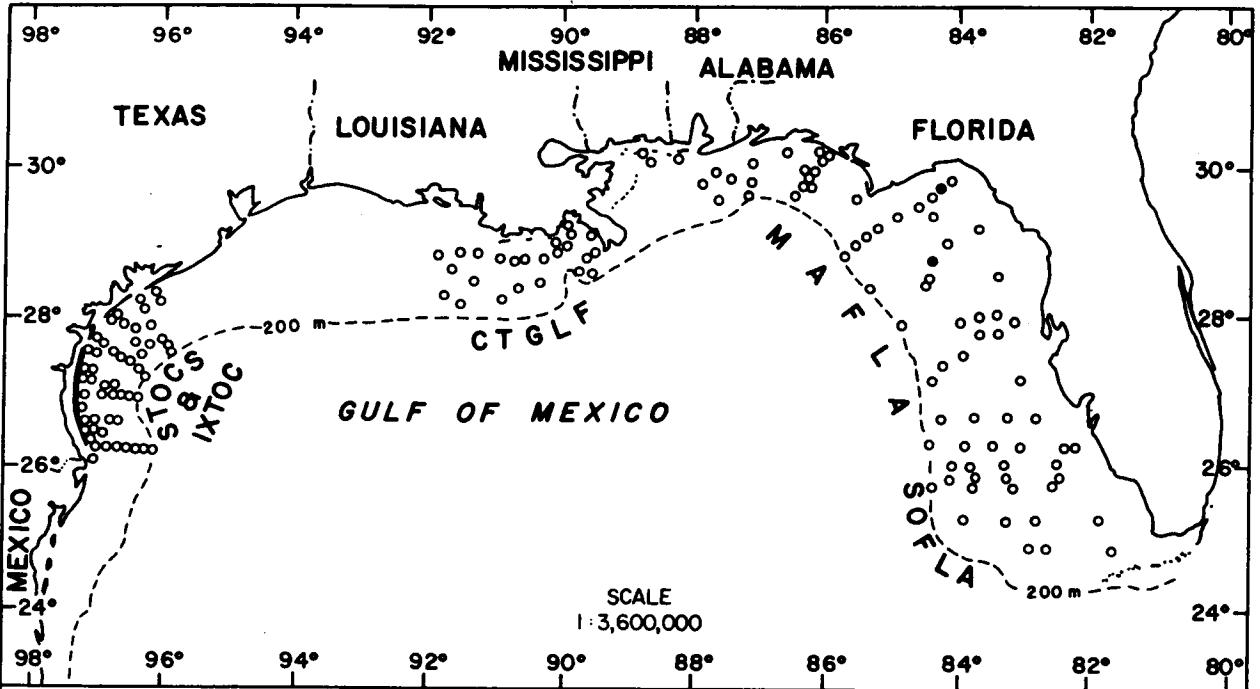 98° 96° 94° 92° 90° 88° 86° 84° 82° 80°
MISSISSIPPI ALABAMA
TEXAS LOUISIANA FLORIDA
30° 30°
MAFLA
28° 28°
200 m
CTGLF
STOCS
&
IXTOC
GULF OF MEXICO
26° 26°
SOFLA
MEXICO
SCALE
1:3,600,000
200 m
24° 24°
98° 96° 94° 92° 90° 88° 86° 84° 82° 80°